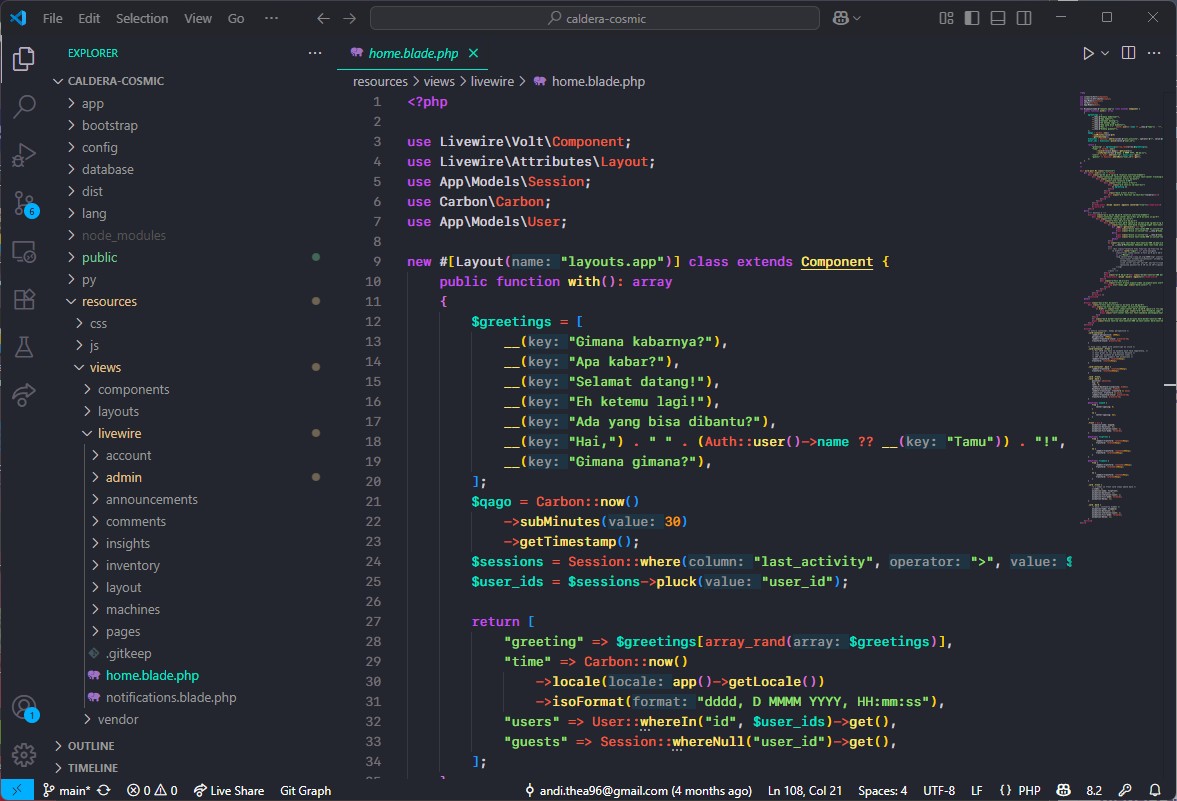 File Edit Selection View Go ··· caldera-cosmic
EXPLORER ···
CALDERA-COSMIC
app
bootstrap
config
database
dist
lang
node_modules
public
py
resources
css
js
views
components
layouts
livewire
account
admin
announcements
comments
insights
inventory
layout
machines
pages
.gitkeep
home.blade.php
notifications.blade.php
vendor
OUTLINE
TIMELINE
6
1
home.blade.php
resources > views > livewire > home.blade.php
1 <?php
2
3 use Livewire\Volt\Component;
4 use Livewire\Attributes\Layout;
5 use App\Models\Session;
6 use Carbon\Carbon;
7 use App\Models\User;
8
9 new #[Layout(name: "layouts.app")] class extends Component {
10 public function with(): array
11 {
12 $greetings = [
13 __(key: "Gimana kabarnya?"),
14 __(key: "Apa kabar?"),
15 __(key: "Selamat datang!"),
16 __(key: "Eh ketemu lagi!"),
17 __(key: "Ada yang bisa dibantu?"),
18 __(key: "Hai,") . " " . (Auth::user()->name ?? __(key: "Tamu")) . "!",
19 __(key: "Gimana gimana?"),
20 ];
21 $qago = Carbon::now()
22 ->subMinutes(value: 30)
23 ->getTimestamp();
24 $sessions = Session::where(column: "last_activity", operator: ">", value: $
25 $user_ids = $sessions->pluck(value: "user_id");
26
27 return [
28 "greeting" => $greetings[array_rand(array: $greetings)],
29 "time" => Carbon::now()
30 ->locale(locale: app()->getLocale())
31 ->isoFormat(format: "dddd, D MMMM YYYY, HH:mm:ss"),
32 "users" => User::whereIn("id", $user_ids)->get(),
33 "guests" => Session::whereNull("user_id")->get(),
34 ];
main* 0 0 Live Share Git Graph andi.thea96@gmail.com (4 months ago) Ln 108, Col 21 Spaces: 4 UTF-8 LF {} PHP 8.2